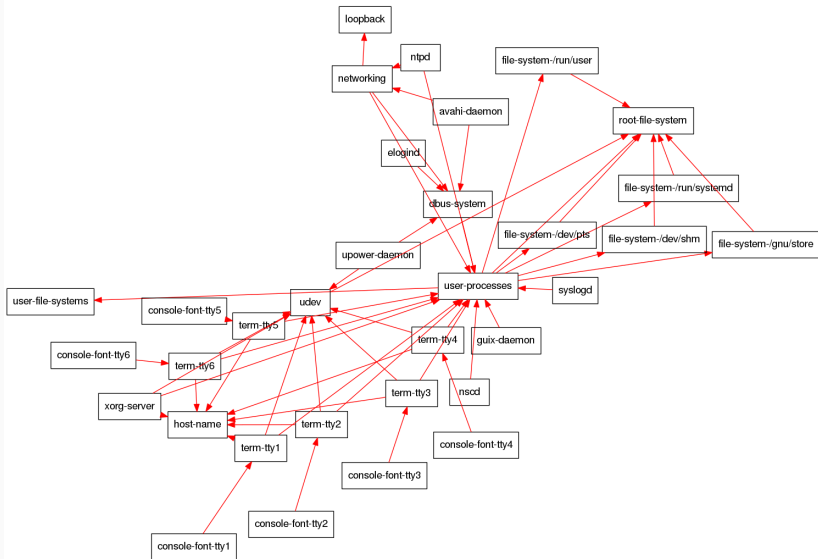 loopback
ntpd
file-system-/run/user
networking
avahi-daemon
root-file-system
elogind
file-system-/run/systemd
dbus-system
file-system-/dev/pts
file-system-/dev/shm
file-system-/gnu/store
upower-daemon
user-processes
syslogd
user-file-systems
udev
console-font-tty5
term-tty5
term-tty4
guix-daemon
console-font-tty6
term-tty6
term-tty3
nscd
xorg-server
host-name
term-tty2
console-font-tty4
term-tty1
console-font-tty3
console-font-tty2
console-font-tty1